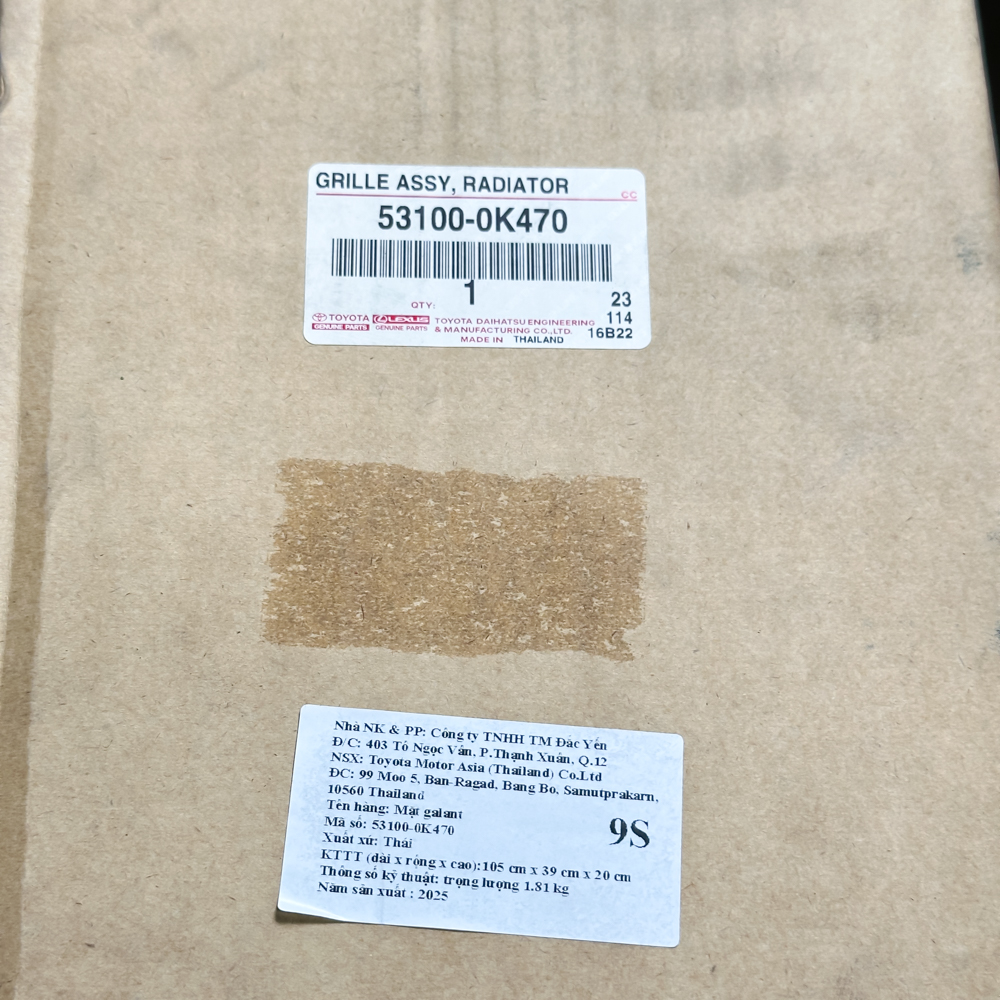 GRILLE ASSY, RADIATOR
CC
53100-0K470
QTY: 1
23
114
16B22
TOYOTA
GENUINE PARTS
LEXUS
GENUINE PARTS
TOYOTA DAIHATSU ENGINEERING
& MANUFACTURING CO.,LTD.
MADE IN THAILAND
Nhà NK & PP: Công ty TNHH TM Đắc Yến
Đ/C: 403 Tô Ngọc Vân, P.Thạnh Xuân, Q.12
NSX: Toyota Motor Asia (Thailand) Co.Ltd
ĐC: 99 Moo 5, Ban-Ragad, Bang Bo, Samutprakarn,
10560 Thailand
Tên hàng: Mặt galant
Mã số: 53100-0K470
Xuất xứ: Thái
KTTT (dài x rộng x cao):105 cm x 39 cm x 20 cm
Thông số kỹ thuật: trọng lượng 1.81 kg
Năm sản xuất : 2025
9S